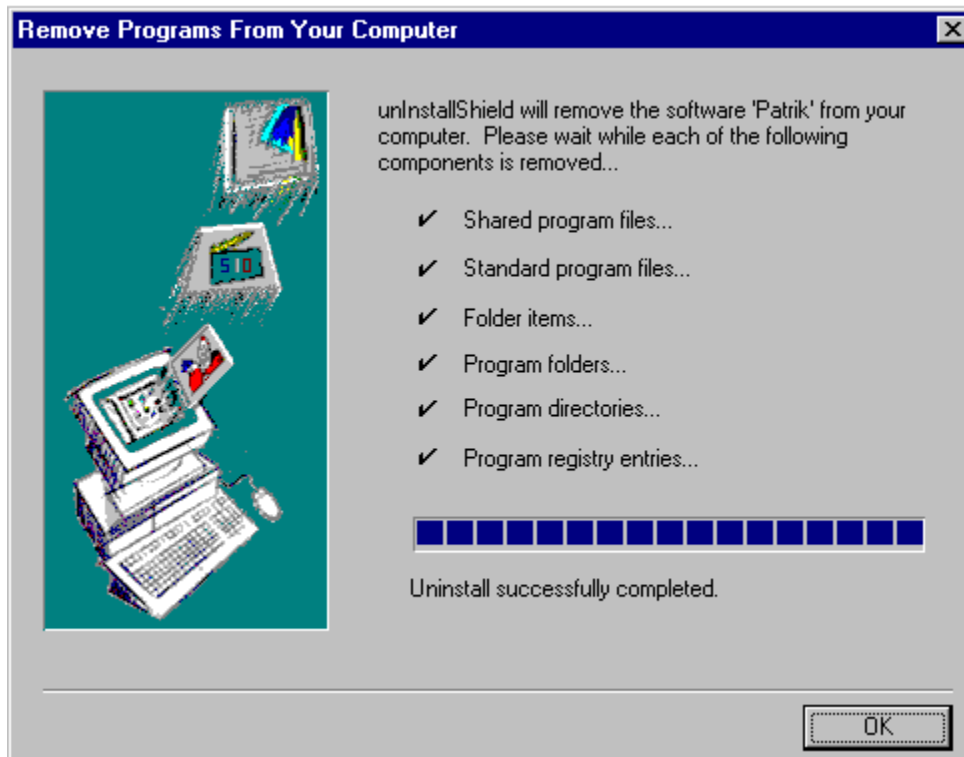 Remove Programs From Your Computer
unInstallShield will remove the software 'Patrik' from your
computer.  Please wait while each of the following
components is removed...
Shared program files...
Standard program files...
Folder items...
Program folders...
Program directories...
Program registry entries...
Uninstall successfully completed.
OK